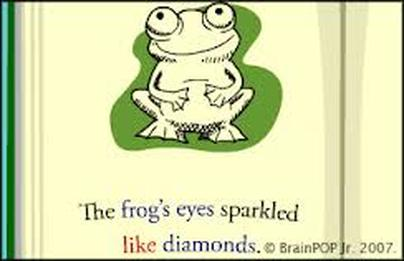 The frog's eyes sparkled
like diamonds. © BrainPOP Jr. 2007.